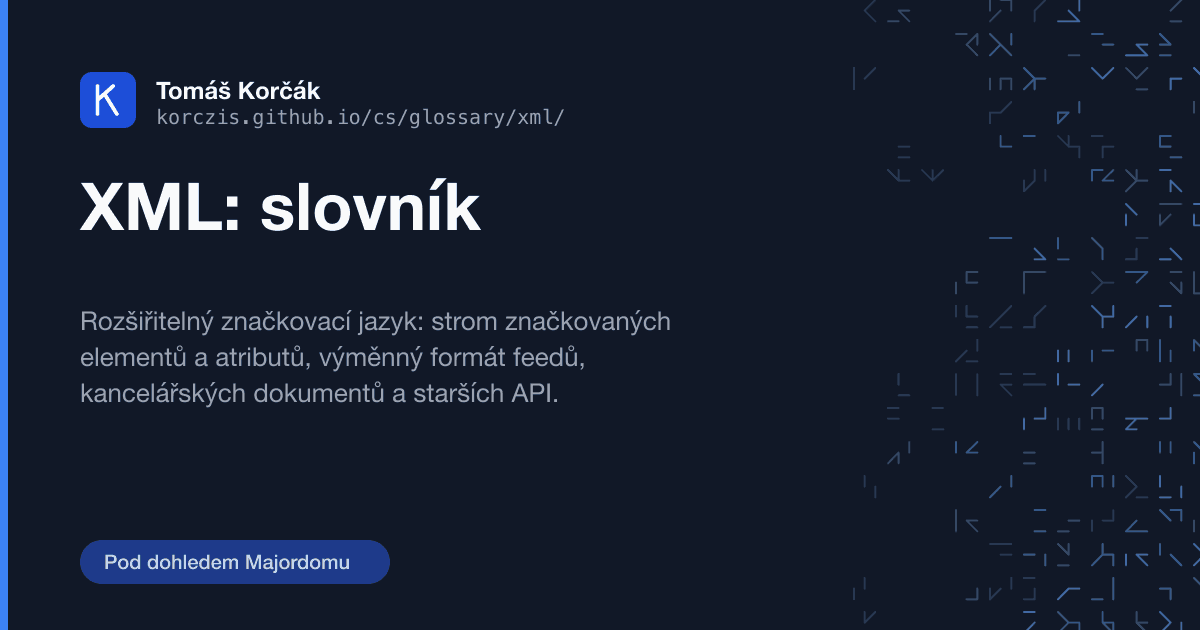 K
Tomáš Korčák
korczis.github.io/cs/glossary/xml/
XML: slovník
Rozšiřitelný značkovací jazyk: strom značkovaných
elementů a atributů, výměnný formát feedů,
kancelářských dokumentů a starších API.
Pod dohledem Majordomu